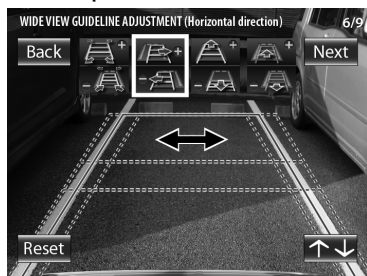 WIDE VIEW GUIDELINE ADJUSTMENT (Horizontal direction) 6/9
Back + + + + Next
- - - -
Reset